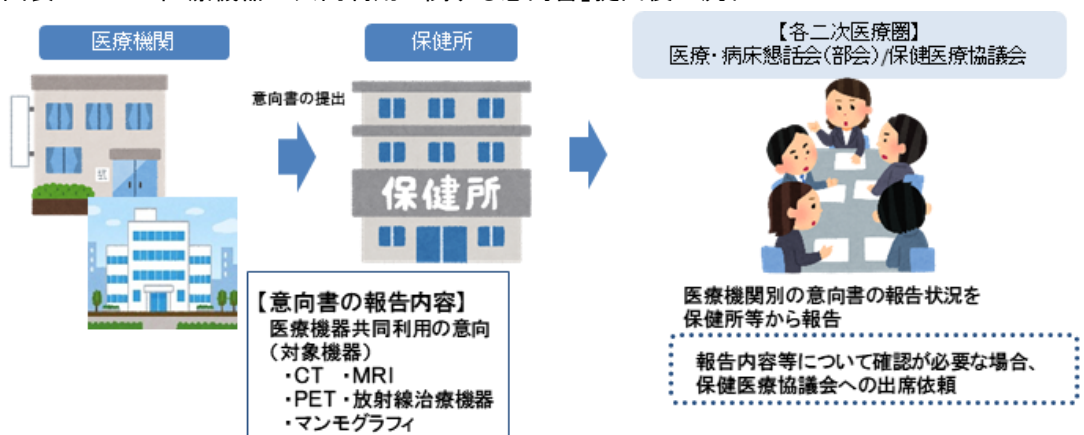 医療機関
保健所
【各二次医療圏】
医療・病床懇話会(部会)/保健医療協議会
意向書の提出
保健所
【意向書の報告内容】
医療機器共同利用の意向
(対象機器)
・CT ・MRI
・PET ・放射線治療機器
・マンモグラフィ
医療機関別の意向書の報告状況を
保健所等から報告
報告内容等について確認が必要な場合、
保健医療協議会への出席依頼